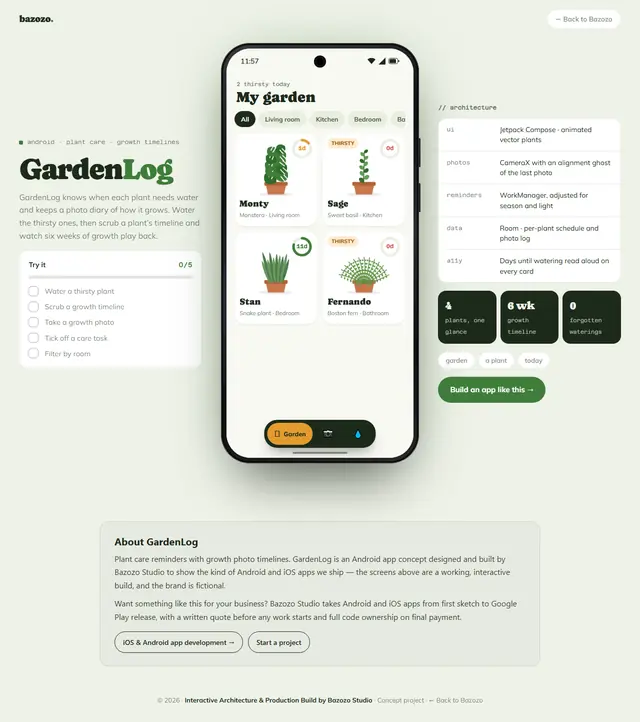 bazozo.
← Back to Bazozo
android · plant care · growth timelines
GardenLog
GardenLog knows when each plant needs water
and keeps a photo diary of how it grows. Water
the thirsty ones, then scrub a plant's timeline and
watch six weeks of growth play back.
Try it 0/5
Water a thirsty plant
Scrub a growth timeline
Take a growth photo
Tick off a care task
Filter by room
11:57
2 thirsty today
My garden
All Living room Kitchen Bedroom Ba
1d
Monty
Monstera · Living room
THIRSTY 0d
Sage
Sweet basil · Kitchen
11d
Stan
Snake plant · Bedroom
THIRSTY 0d
Fernando
Boston fern · Bathroom
Garden
// architecture
ui Jetpack Compose · animated
vector plants
photos CameraX with an alignment ghost
of the last photo
reminders WorkManager, adjusted for
season and light
data Room · per-plant schedule and
photo log
a11y Days until watering read aloud on
every card
4
plants, one
glance
6 wk
growth
timeline
0
forgotten
waterings
garden a plant today
Build an app like this →
About GardenLog
Plant care reminders with growth photo timelines. GardenLog is an Android app concept designed and built by
Bazozo Studio to show the kind of Android and iOS apps we ship — the screens above are a working, interactive
build, and the brand is fictional.
Want something like this for your business? Bazozo Studio takes Android and iOS apps from first sketch to Google
Play release, with a written quote before any work starts and full code ownership on final payment.
iOS & Android app development → Start a project
© 2026 · Interactive Architecture & Production Build by Bazozo Studio · Concept project · ← Back to Bazozo